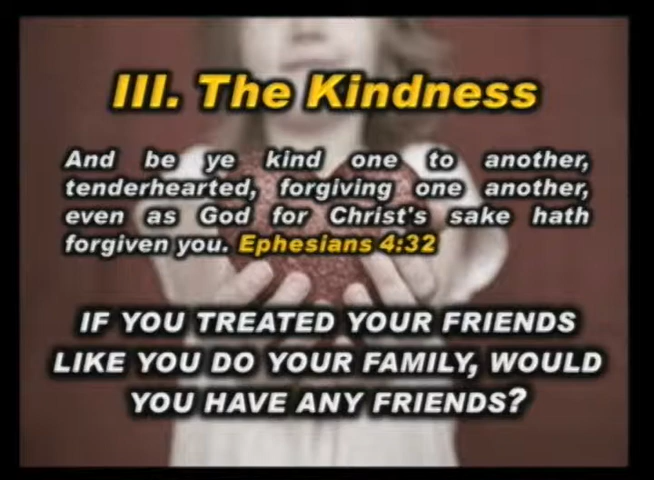 III. The Kindness
And be ye kind one to another,
tenderhearted, forgiving one another,
even as God for Christ's sake hath
forgiven you. Ephesians 4:32
IF YOU TREATED YOUR FRIENDS
LIKE YOU DO YOUR FAMILY, WOULD
YOU HAVE ANY FRIENDS?